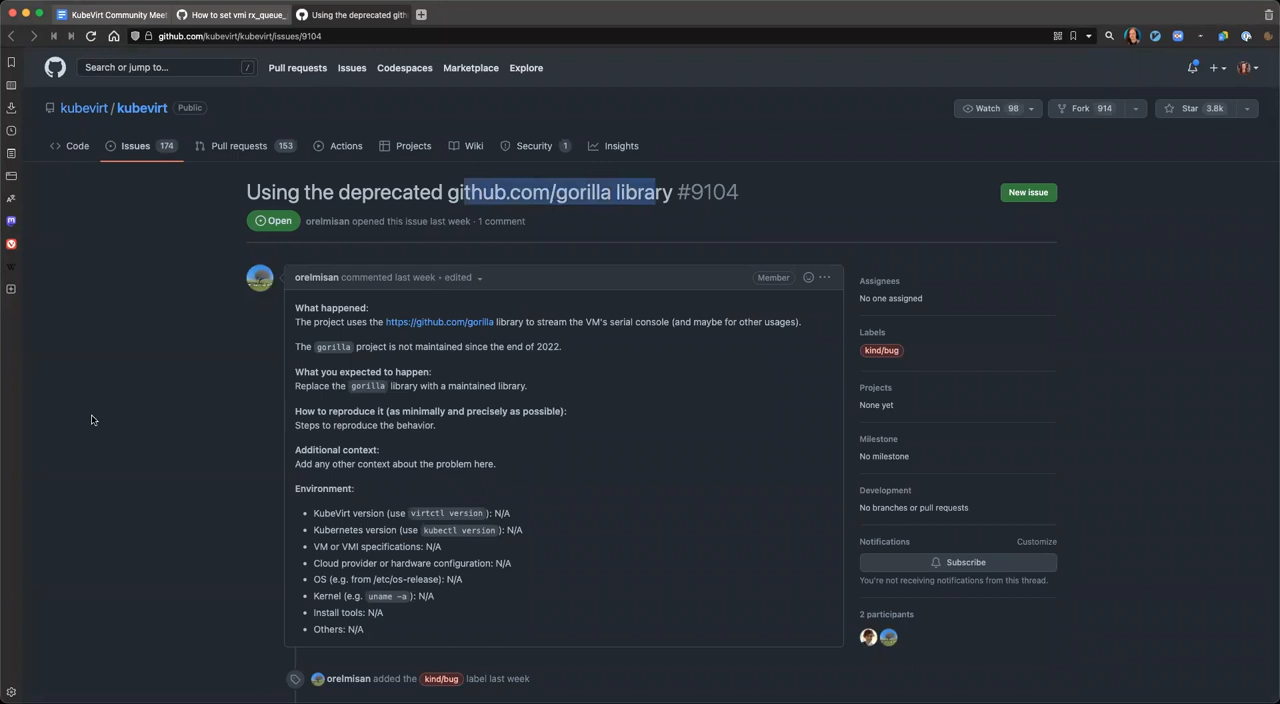 KubeVirt Community Meet
How to set vmi rx_queue_
Using the deprecated gith
github.com/kubevirt/kubevirt/issues/9104
Search or jump to... /
Pull requests Issues Codespaces Marketplace Explore
kubevirt / kubevirt Public
Watch 98
Fork 914
Star 3.8k
Code
Issues 174
Pull requests 153
Actions
Projects
Wiki
Security 1
Insights
Using the deprecated github.com/gorilla library #9104
New issue
Open
orelmisan opened this issue last week · 1 comment
orelmisan commented last week • edited
Member
What happened:
The project uses the https://github.com/gorilla library to stream the VM's serial console (and maybe for other usages).
The gorilla project is not maintained since the end of 2022.
What you expected to happen:
Replace the gorilla library with a maintained library.
How to reproduce it (as minimally and precisely as possible):
Steps to reproduce the behavior.
Additional context:
Add any other context about the problem here.
Environment:
• KubeVirt version (use virtctl version): N/A
• Kubernetes version (use kubectl version): N/A
• VM or VMI specifications: N/A
• Cloud provider or hardware configuration: N/A
• OS (e.g. from /etc/os-release): N/A
• Kernel (e.g. uname -a): N/A
• Install tools: N/A
• Others: N/A
orelmisan added the kind/bug label last week
Assignees
No one assigned
Labels
kind/bug
Projects
None yet
Milestone
No milestone
Development
No branches or pull requests
Notifications Customize
Subscribe
You're not receiving notifications from this thread.
2 participants